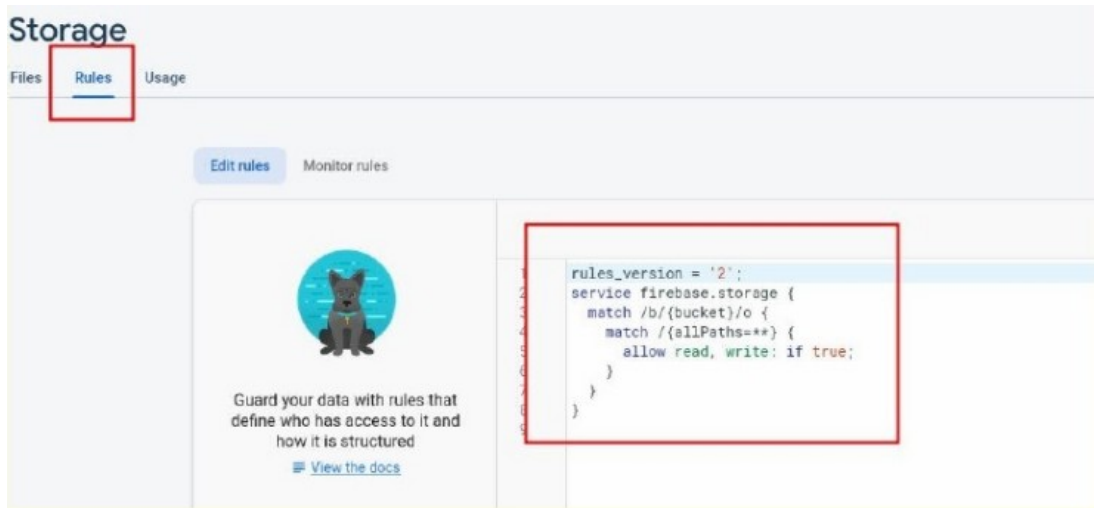 Storage
Files Rules Usage
Edit rules Monitor rules
1 rules_version = '2';
2 service firebase.storage {
3 match /b/{bucket}/o {
4 match /{allPaths=**} {
5 allow read, write: if true;
6 }
7 }
8 }
9
Guard your data with rules that
define who has access to it and
how it is structured
View the docs